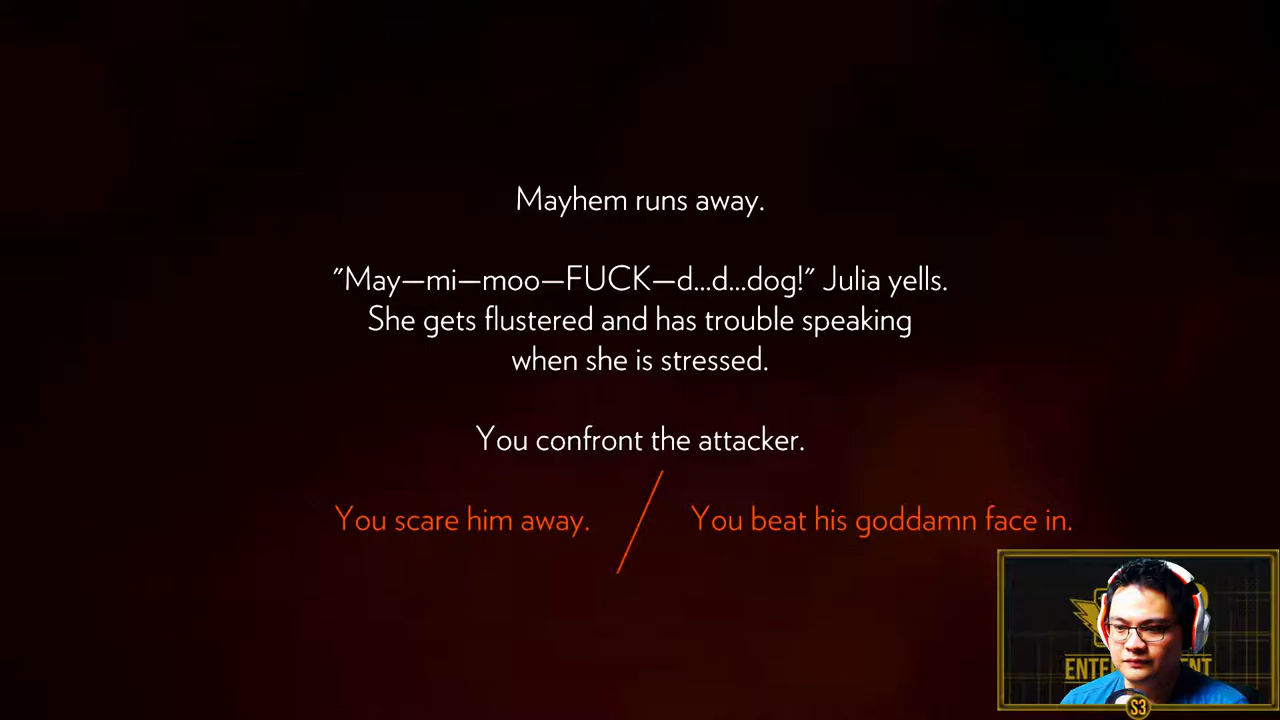 Mayhem runs away.
"May—mi—moo—FUCK—d...d...dog!" Julia yells.
She gets flustered and has trouble speaking
when she is stressed.
You confront the attacker.
You scare him away. / You beat his goddamn face in.
S3